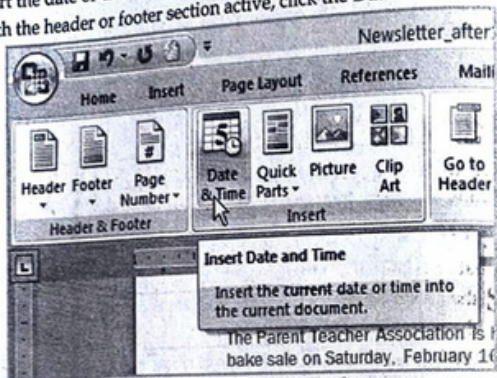 the header or footer section active, click the
Newsletter_after
Home Insert Page Layout References Maili
Header Footer Page Number
Date & Time Quick Parts Picture Clip Art
Go to Header
Header & Footer Insert
Insert Date and Time
Insert the current date or time into
the current document.
The Parent Teacher Association is
bake sale on Saturday, February 16